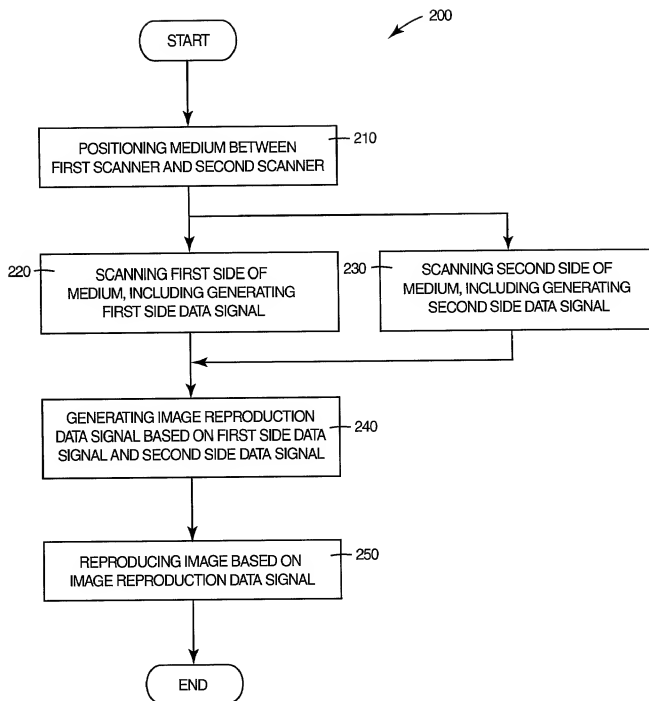 200
START
210
POSITIONING MEDIUM BETWEEN
FIRST SCANNER AND SECOND SCANNER
220
SCANNING FIRST SIDE OF
MEDIUM, INCLUDING GENERATING
FIRST SIDE DATA SIGNAL
230
SCANNING SECOND SIDE OF
MEDIUM, INCLUDING GENERATING
SECOND SIDE DATA SIGNAL
GENERATING IMAGE REPRODUCTION
DATA SIGNAL BASED ON FIRST SIDE DATA
SIGNAL AND SECOND SIDE DATA SIGNAL
240
REPRODUCING IMAGE BASED ON
IMAGE REPRODUCTION DATA SIGNAL
250
END